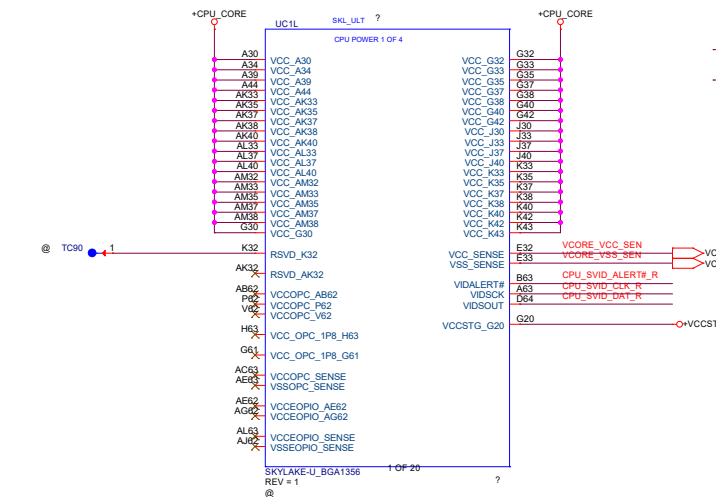 +CPU_CORE
+CPU_CORE
UC1L
SKL_ULT
?
CPU POWER 1 OF 4
A30 VCC_A30 VCC_G32 G32
A34 VCC_A34 VCC_G33 G33
A39 VCC_A39 VCC_G35 G35
A44 VCC_A44 VCC_G37 G37
AK33 VCC_AK33 VCC_G38 G38
AK35 VCC_AK35 VCC_G40 G40
AK37 VCC_AK37 VCC_G42 G42
AK38 VCC_AK38 VCC_J30 J30
AK40 VCC_AK40 VCC_J33 J33
AL33 VCC_AL33 VCC_J37 J37
AL37 VCC_AL37 VCC_J40 J40
AL40 VCC_AL40 VCC_K33 K33
AM32 VCC_AM32 VCC_K35 K35
AM33 VCC_AM33 VCC_K37 K37
AM35 VCC_AM35 VCC_K38 K38
AM37 VCC_AM37 VCC_K40 K40
AM38 VCC_AM38 VCC_K42 K42
G30 VCC_G30 VCC_K43 K43
@ TC90 1 K32 RSVD_K32 VCC_SENSE E32 VCORE_VCC_SEN VC
VSS_SENSE E33 VCORE_VSS_SEN VC
AK32 RSVD_AK32
VIDALERT# B63 CPU_SVID_ALERT#_R
AB62 VCCOPC_AB62 VIDSCK A63 CPU_SVID_CLK_R
P62 VCCOPC_P62 VIDSOUT D64 CPU_SVID_DAT_R
V62 VCCOPC_V62
VCCSTG_G20 G20 +VCCST
H63 VCC_OPC_1P8_H63
G61 VCC_OPC_1P8_G61
AC63 VCCOPC_SENSE
AE63 VSSOPC_SENSE
AE62 VCCEOPIO_AE62
AG62 VCCEOPIO_AG62
AL63 VCCEOPIO_SENSE
AJ62 VSSEOPIO_SENSE
SKYLAKE-U_BGA1356 1 OF 20
REV = 1 ?
@